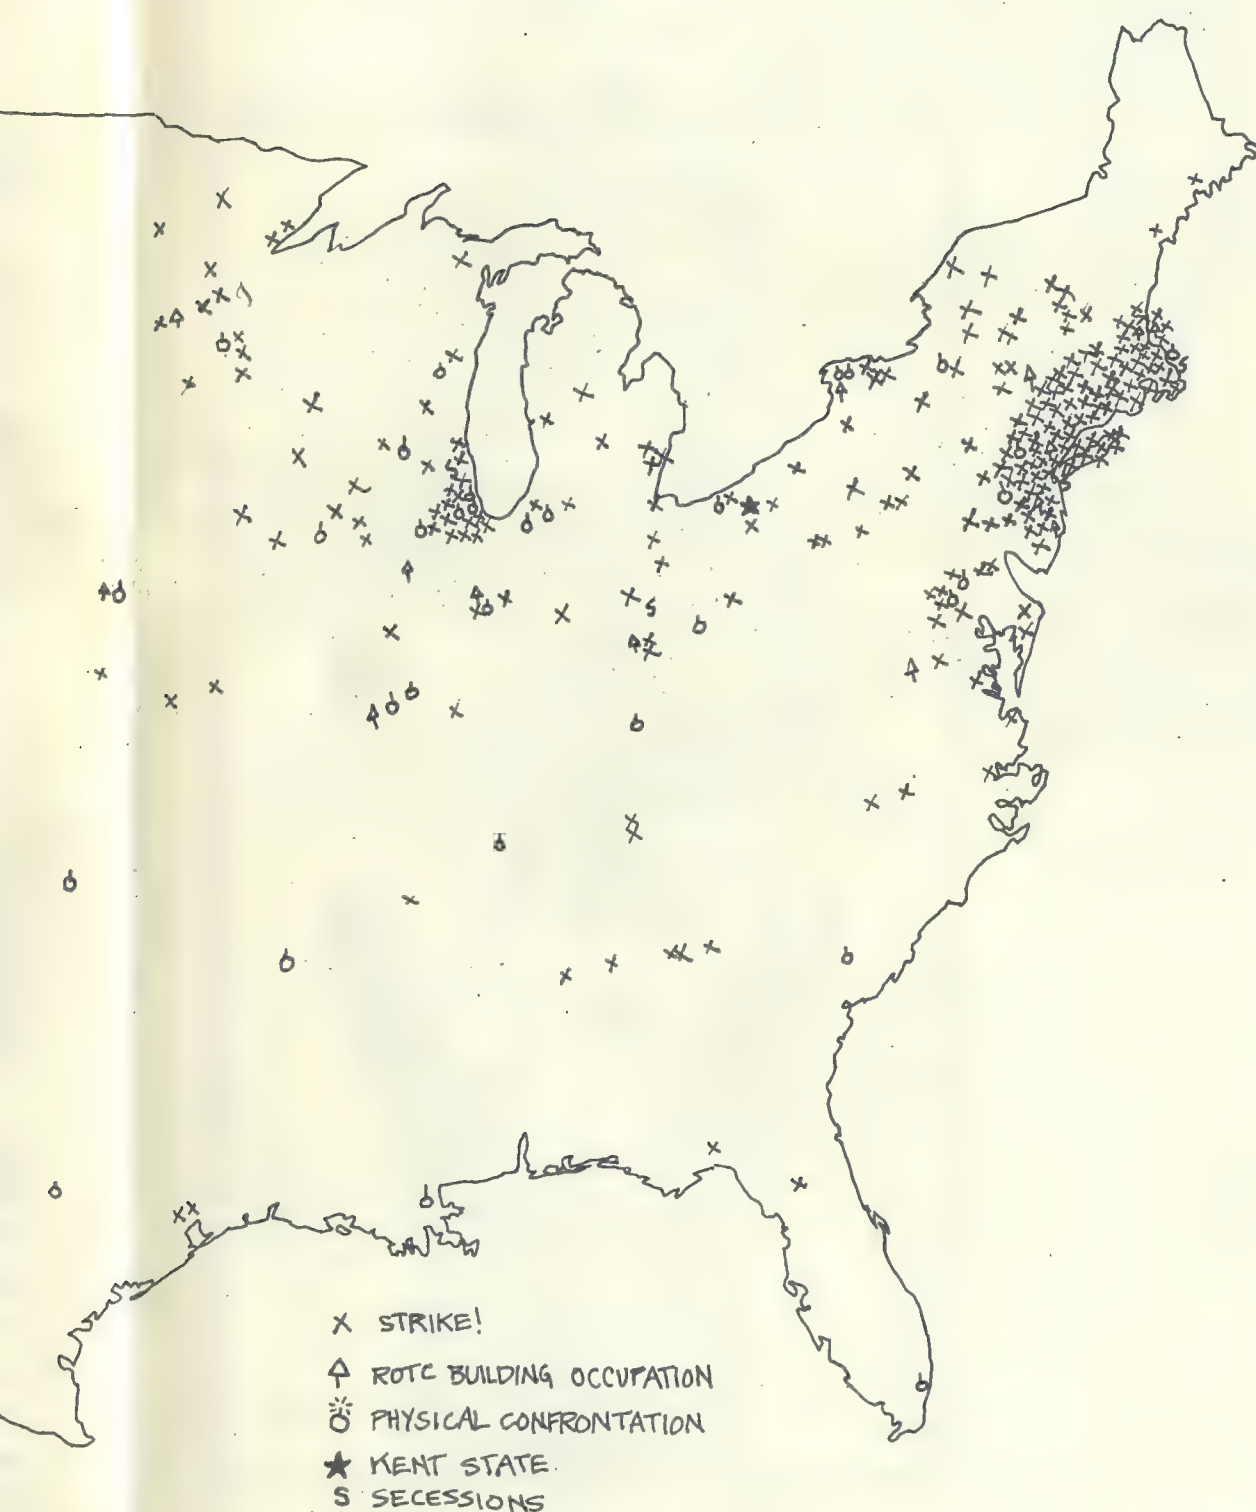 X STRIKE!
ROTC BUILDING OCCUPATION
PHYSICAL CONFRONTATION
★ KENT STATE.
S SECESSIONS